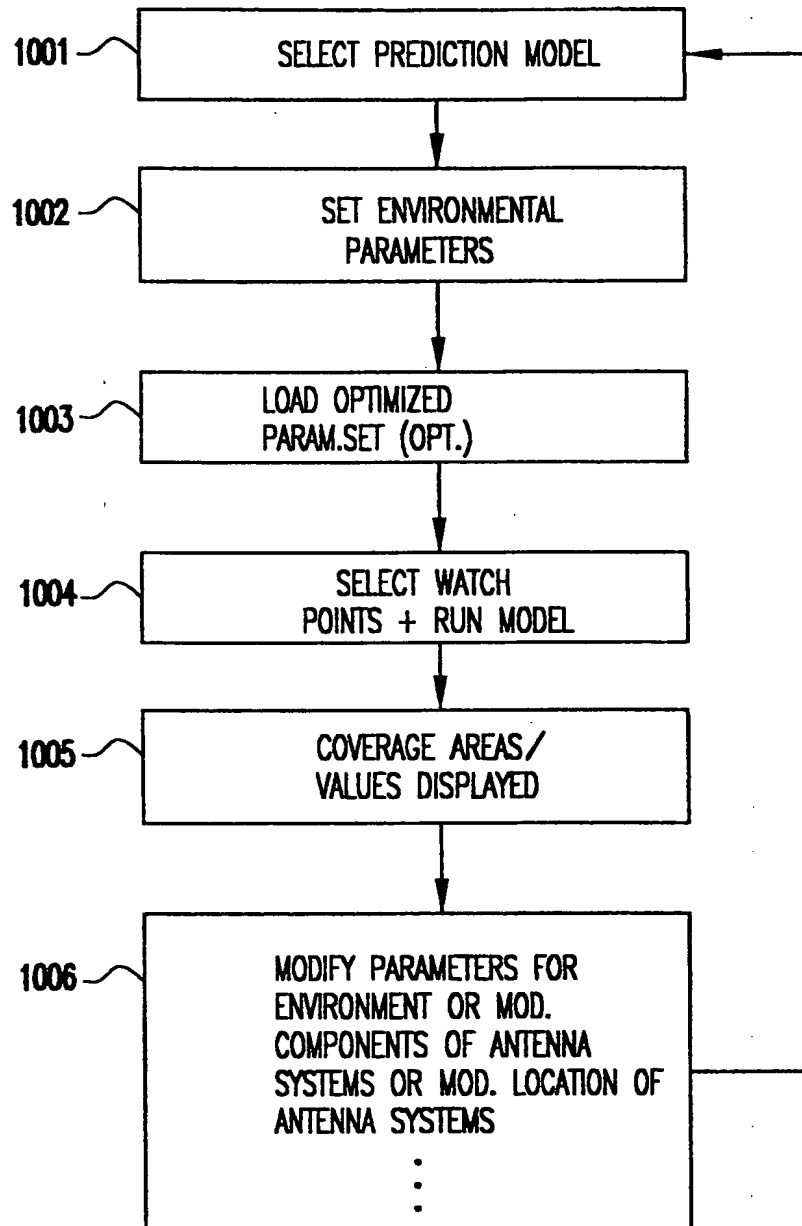 1001
SELECT PREDICTION MODEL
1002
SET ENVIRONMENTAL
PARAMETERS
1003
LOAD OPTIMIZED
PARAM.SET (OPT.)
1004
SELECT WATCH
POINTS + RUN MODEL
1005
COVERAGE AREAS/
VALUES DISPLAYED
1006
MODIFY PARAMETERS FOR
ENVIRONMENT OR MOD.
COMPONENTS OF ANTENNA
SYSTEMS OR MOD. LOCATION OF
ANTENNA SYSTEMS